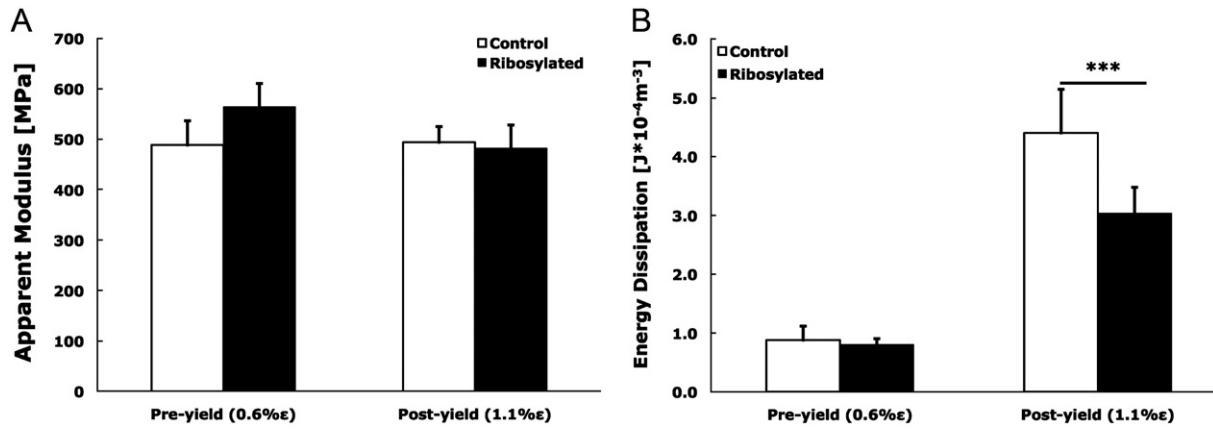 A
Apparent Modulus [MPa]
700
600
500
400
300
200
100
0
Control
Ribosylated
Pre-yield (0.6%ε)
Post-yield (1.1%ε)
B
Energy Dissipation [J*10⁻⁴m⁻³]
6.0
5.0
4.0
3.0
2.0
1.0
0.0
Control
Ribosylated
***
Pre-yield (0.6%ε)
Post-yield (1.1%ε)